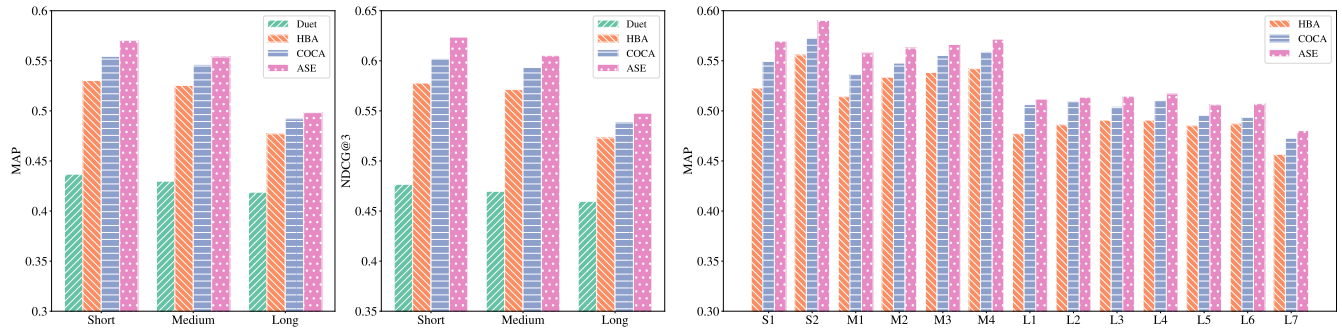 MAP
0.6
0.55
0.5
0.45
0.4
0.35
0.3
Short Medium Long
Duet
HBA
COCA
ASE
NDCG@3
0.65
0.6
0.55
0.5
0.45
0.4
0.35
Short Medium Long
Duet
HBA
COCA
ASE
MAP
0.60
0.55
0.50
0.45
0.40
0.35
0.30
S1 S2 M1 M2 M3 M4 L1 L2 L3 L4 L5 L6 L7
HBA
COCA
ASE